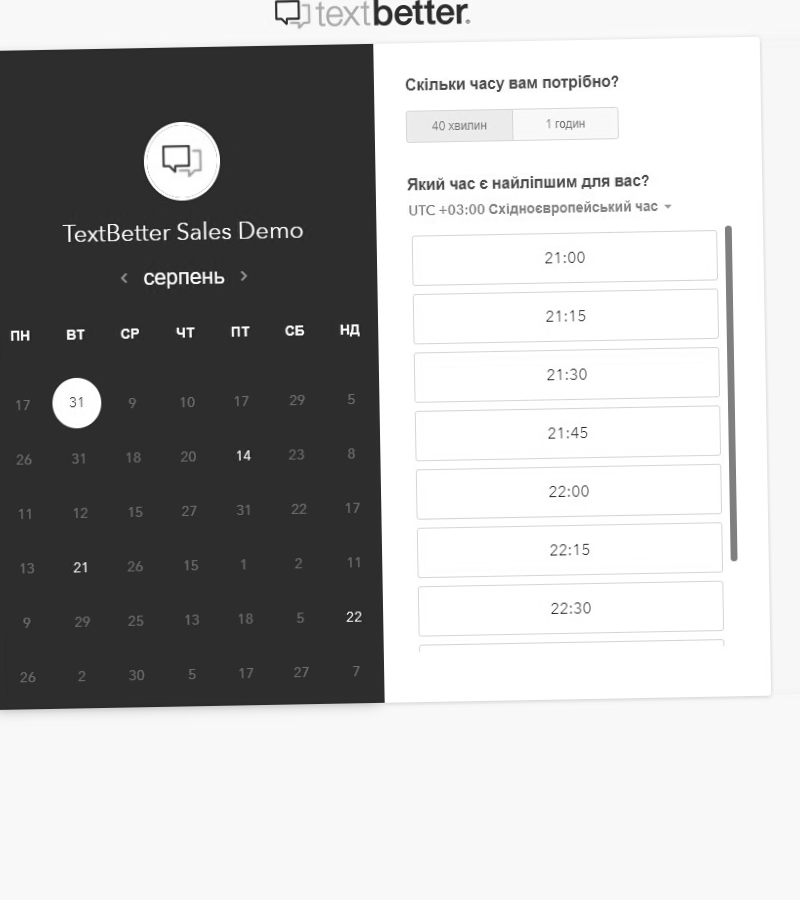 textbetter.
TextBetter Sales Demo
серпень
ПН ВТ СР ЧТ ПТ СБ НД
17 31 9 10 17 29 5
26 31 18 20 14 23 8
11 12 15 27 31 22 17
13 21 26 15 1 2 11
9 29 25 13 18 5 22
26 2 30 5 17 27 7
Скільки часу вам потрібно?
40 хвилин 1 годин
Який час є найліпшим для вас?
UTC +03:00 Східноєвропейський час
21:00
21:15
21:30
21:45
22:00
22:15
22:30